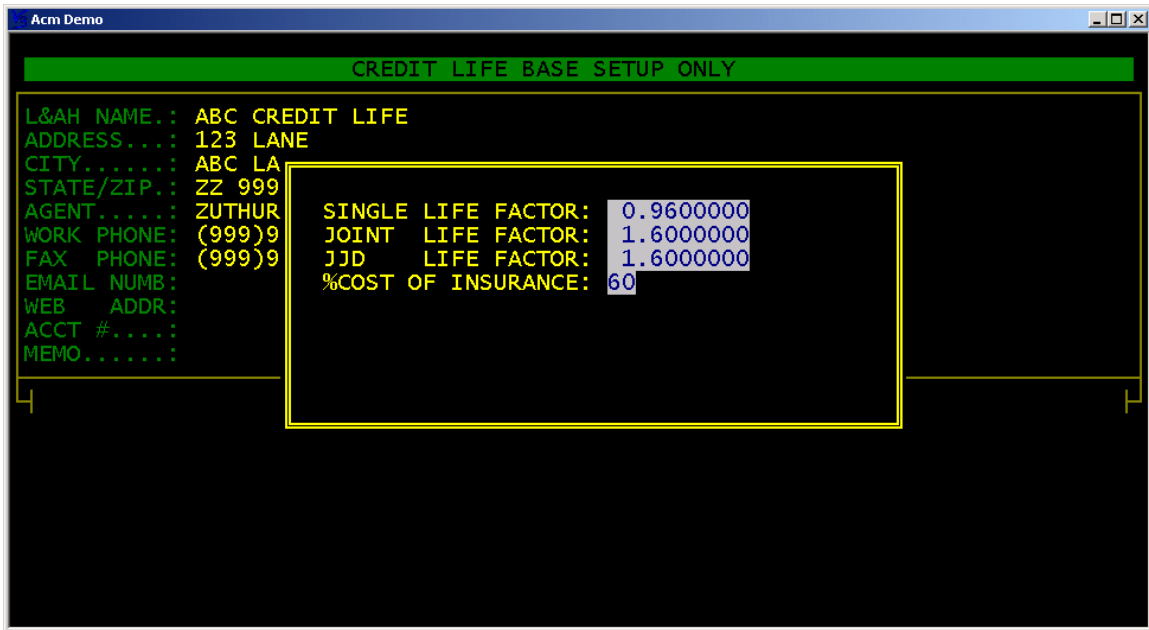 Acm Demo
CREDIT LIFE BASE SETUP ONLY
L&AH NAME.: ABC CREDIT LIFE
ADDRESS...: 123 LANE
CITY......: ABC LA
STATE/ZIP.: ZZ 999
AGENT.....: ZUTHUR
WORK PHONE: (999)9
FAX  PHONE: (999)9
EMAIL NUMB:
WEB   ADDR:
ACCT #....:
MEMO......:
SINGLE LIFE FACTOR: 0.9600000
JOINT  LIFE FACTOR: 1.6000000
JJD    LIFE FACTOR: 1.6000000
%COST OF INSURANCE: 60